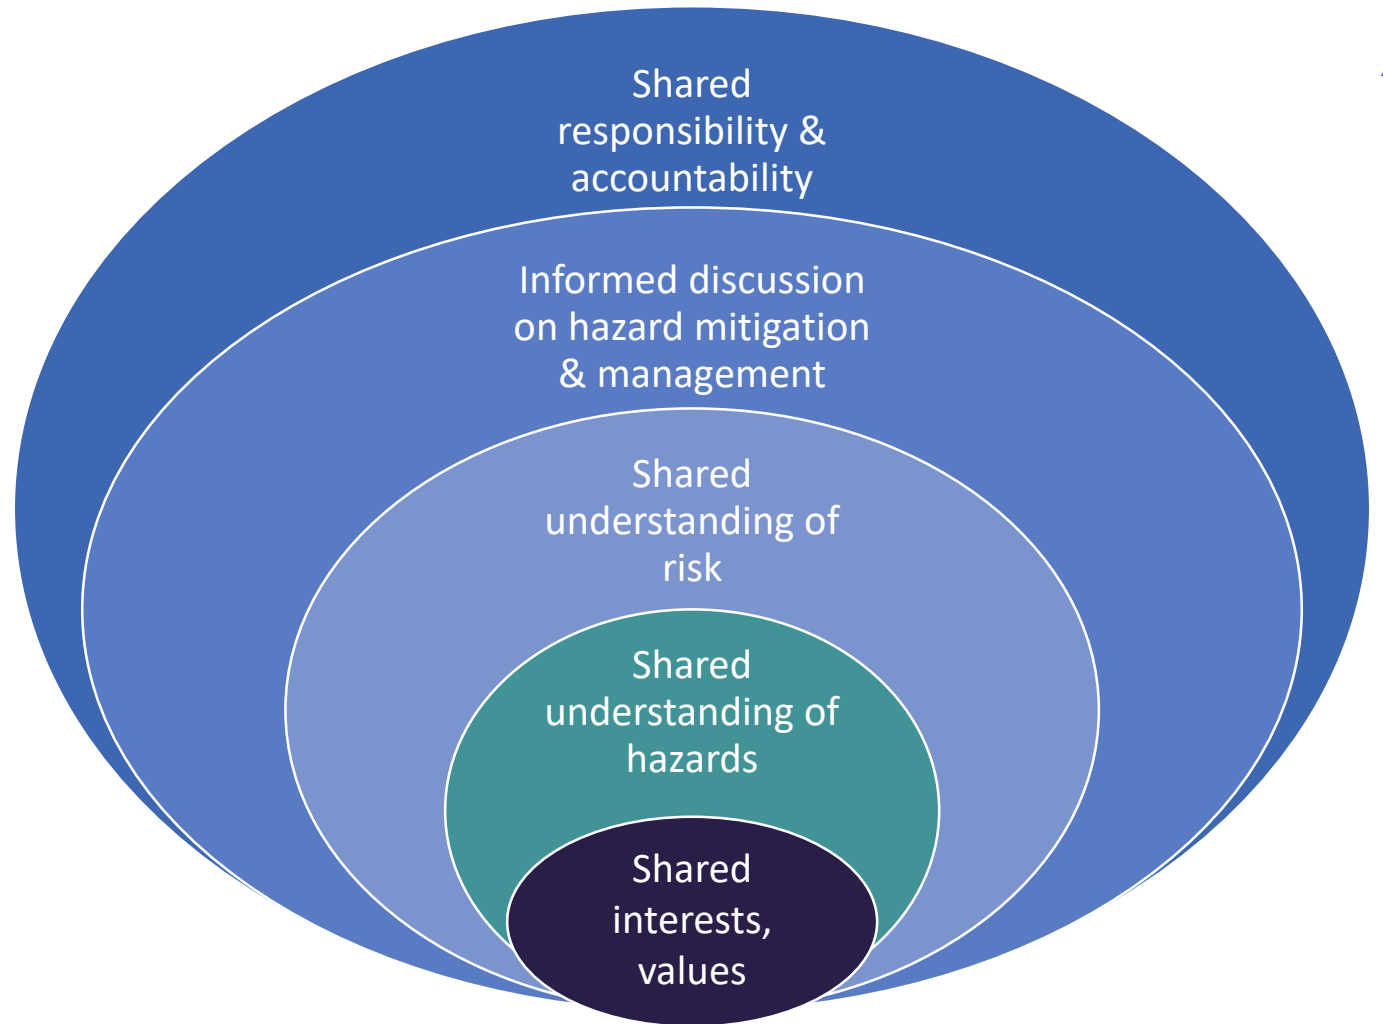 Shared
responsibility &
accountability
Informed discussion
on hazard mitigation
& management
Shared
understanding of
risk
Shared
understanding of
hazards
Shared
interests,
values